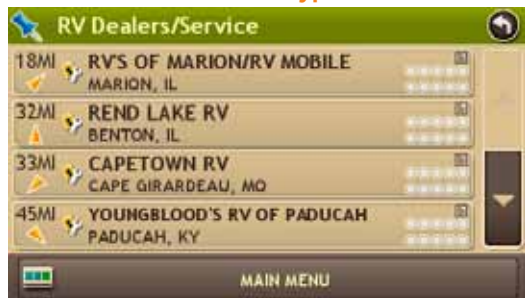 RV Dealers/Service
18MI RV'S OF MARION/RV MOBILE
MARION, IL
32MI REND LAKE RV
BENTON, IL
33MI CAPETOWN RV
CAPE GIRARDEAU, MO
45MI YOUNGBLOOD'S RV OF PADUCAH
PADUCAH, KY
MAIN MENU